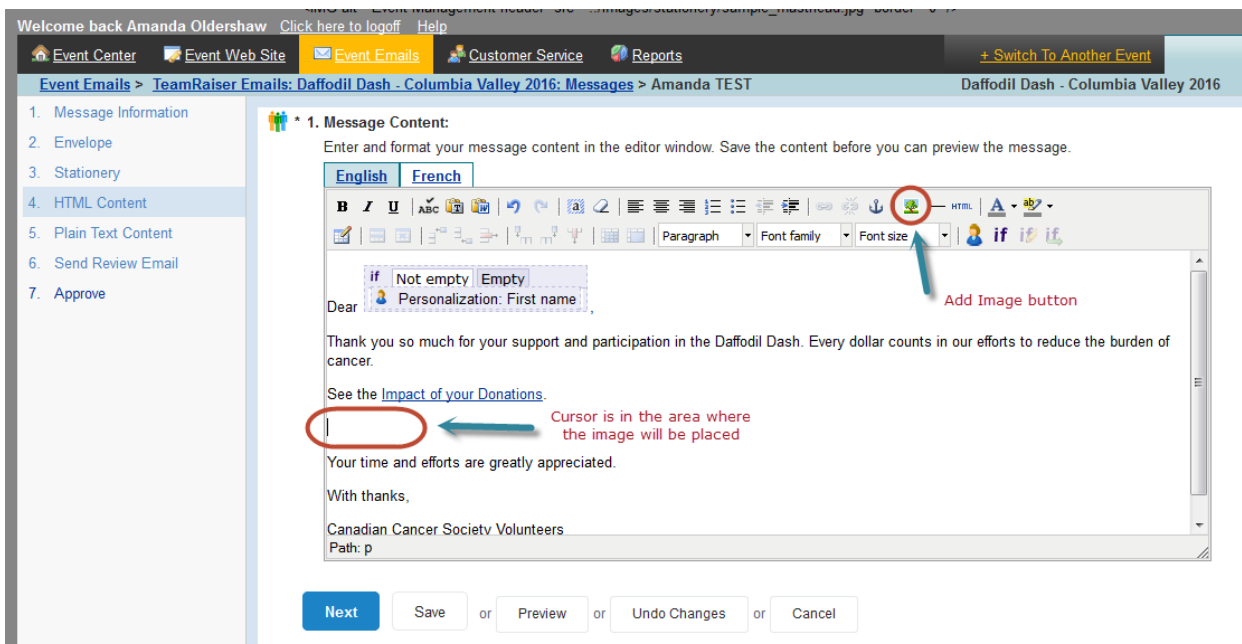 Welcome back Amanda Oldershaw Click here to logoff Help
Event Center Event Web Site Event Emails Customer Service Reports + Switch To Another Event
Event Emails > TeamRaiser Emails: Daffodil Dash - Columbia Valley 2016: Messages > Amanda TEST Daffodil Dash - Columbia Valley 2016
1. Message Information
2. Envelope
3. Stationery
4. HTML Content
5. Plain Text Content
6. Send Review Email
7. Approve
* 1. Message Content:
Enter and format your message content in the editor window. Save the content before you can preview the message.
English French
B I U ABC HTML A ab
Paragraph Font family Font size if if if
if Not empty Empty
Dear Personalization: First name ,
Add Image button
Thank you so much for your support and participation in the Daffodil Dash. Every dollar counts in our efforts to reduce the burden of
cancer.
See the Impact of your Donations.
Cursor is in the area where
the image will be placed
Your time and efforts are greatly appreciated.
With thanks,
Canadian Cancer Society Volunteers
Path: p
Next Save or Preview or Undo Changes or Cancel